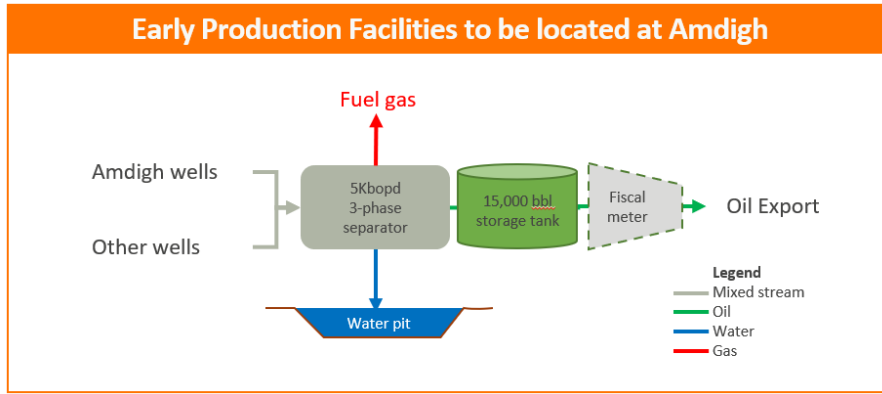 Early Production Facilities to be located at Amdigh
Fuel gas
Amdigh wells
Other wells
5Kbopd
3-phase
separator
15,000 bbl
storage tank
Fiscal
meter
Oil Export
Water pit
Legend
Mixed stream
Oil
Water
Gas